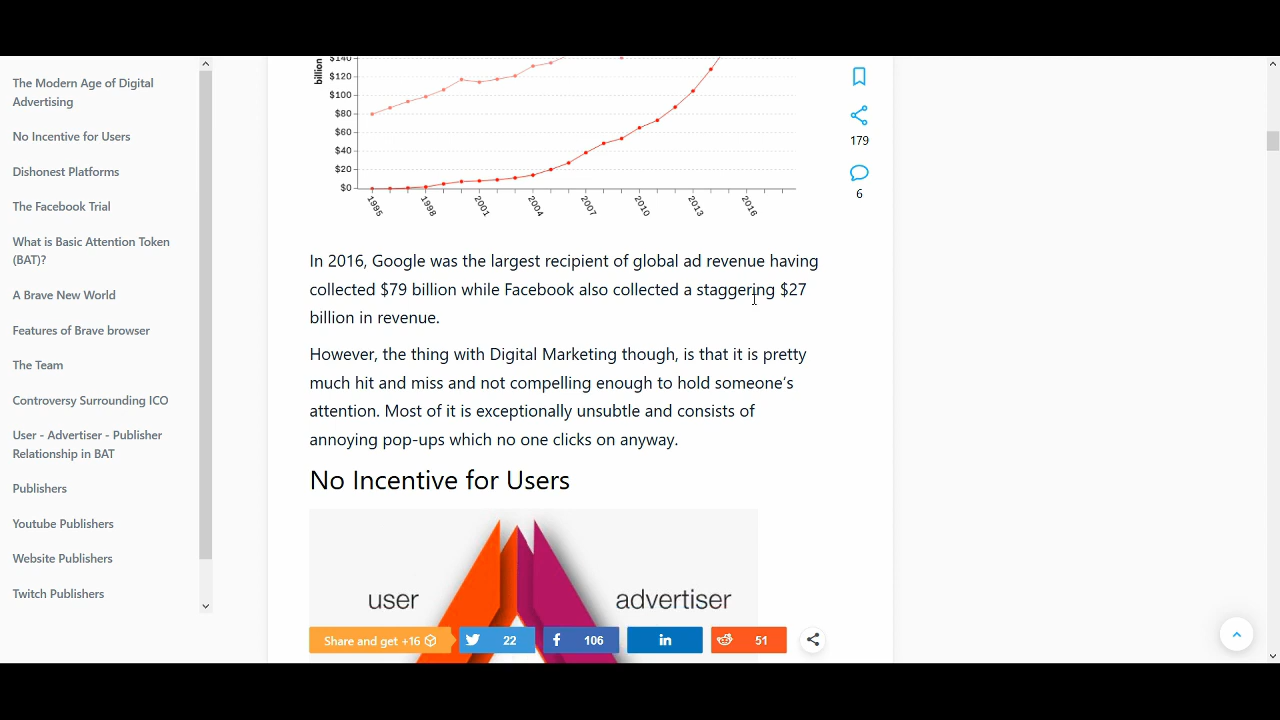 The Modern Age of Digital
Advertising
No Incentive for Users
Dishonest Platforms
The Facebook Trial
What is Basic Attention Token
(BAT)?
A Brave New World
Features of Brave browser
The Team
Controversy Surrounding ICO
User - Advertiser - Publisher
Relationship in BAT
Publishers
Youtube Publishers
Website Publishers
Twitch Publishers
billion
$140
$120
$100
$80
$60
$40
$20
$0
1995
1998
2001
2004
2007
2010
2013
2016
179
6
In 2016, Google was the largest recipient of global ad revenue having
collected $79 billion while Facebook also collected a staggering $27
billion in revenue.
However, the thing with Digital Marketing though, is that it is pretty
much hit and miss and not compelling enough to hold someone's
attention. Most of it is exceptionally unsubtle and consists of
annoying pop-ups which no one clicks on anyway.
No Incentive for Users
user
advertiser
Share and get +16
22
106
in
51